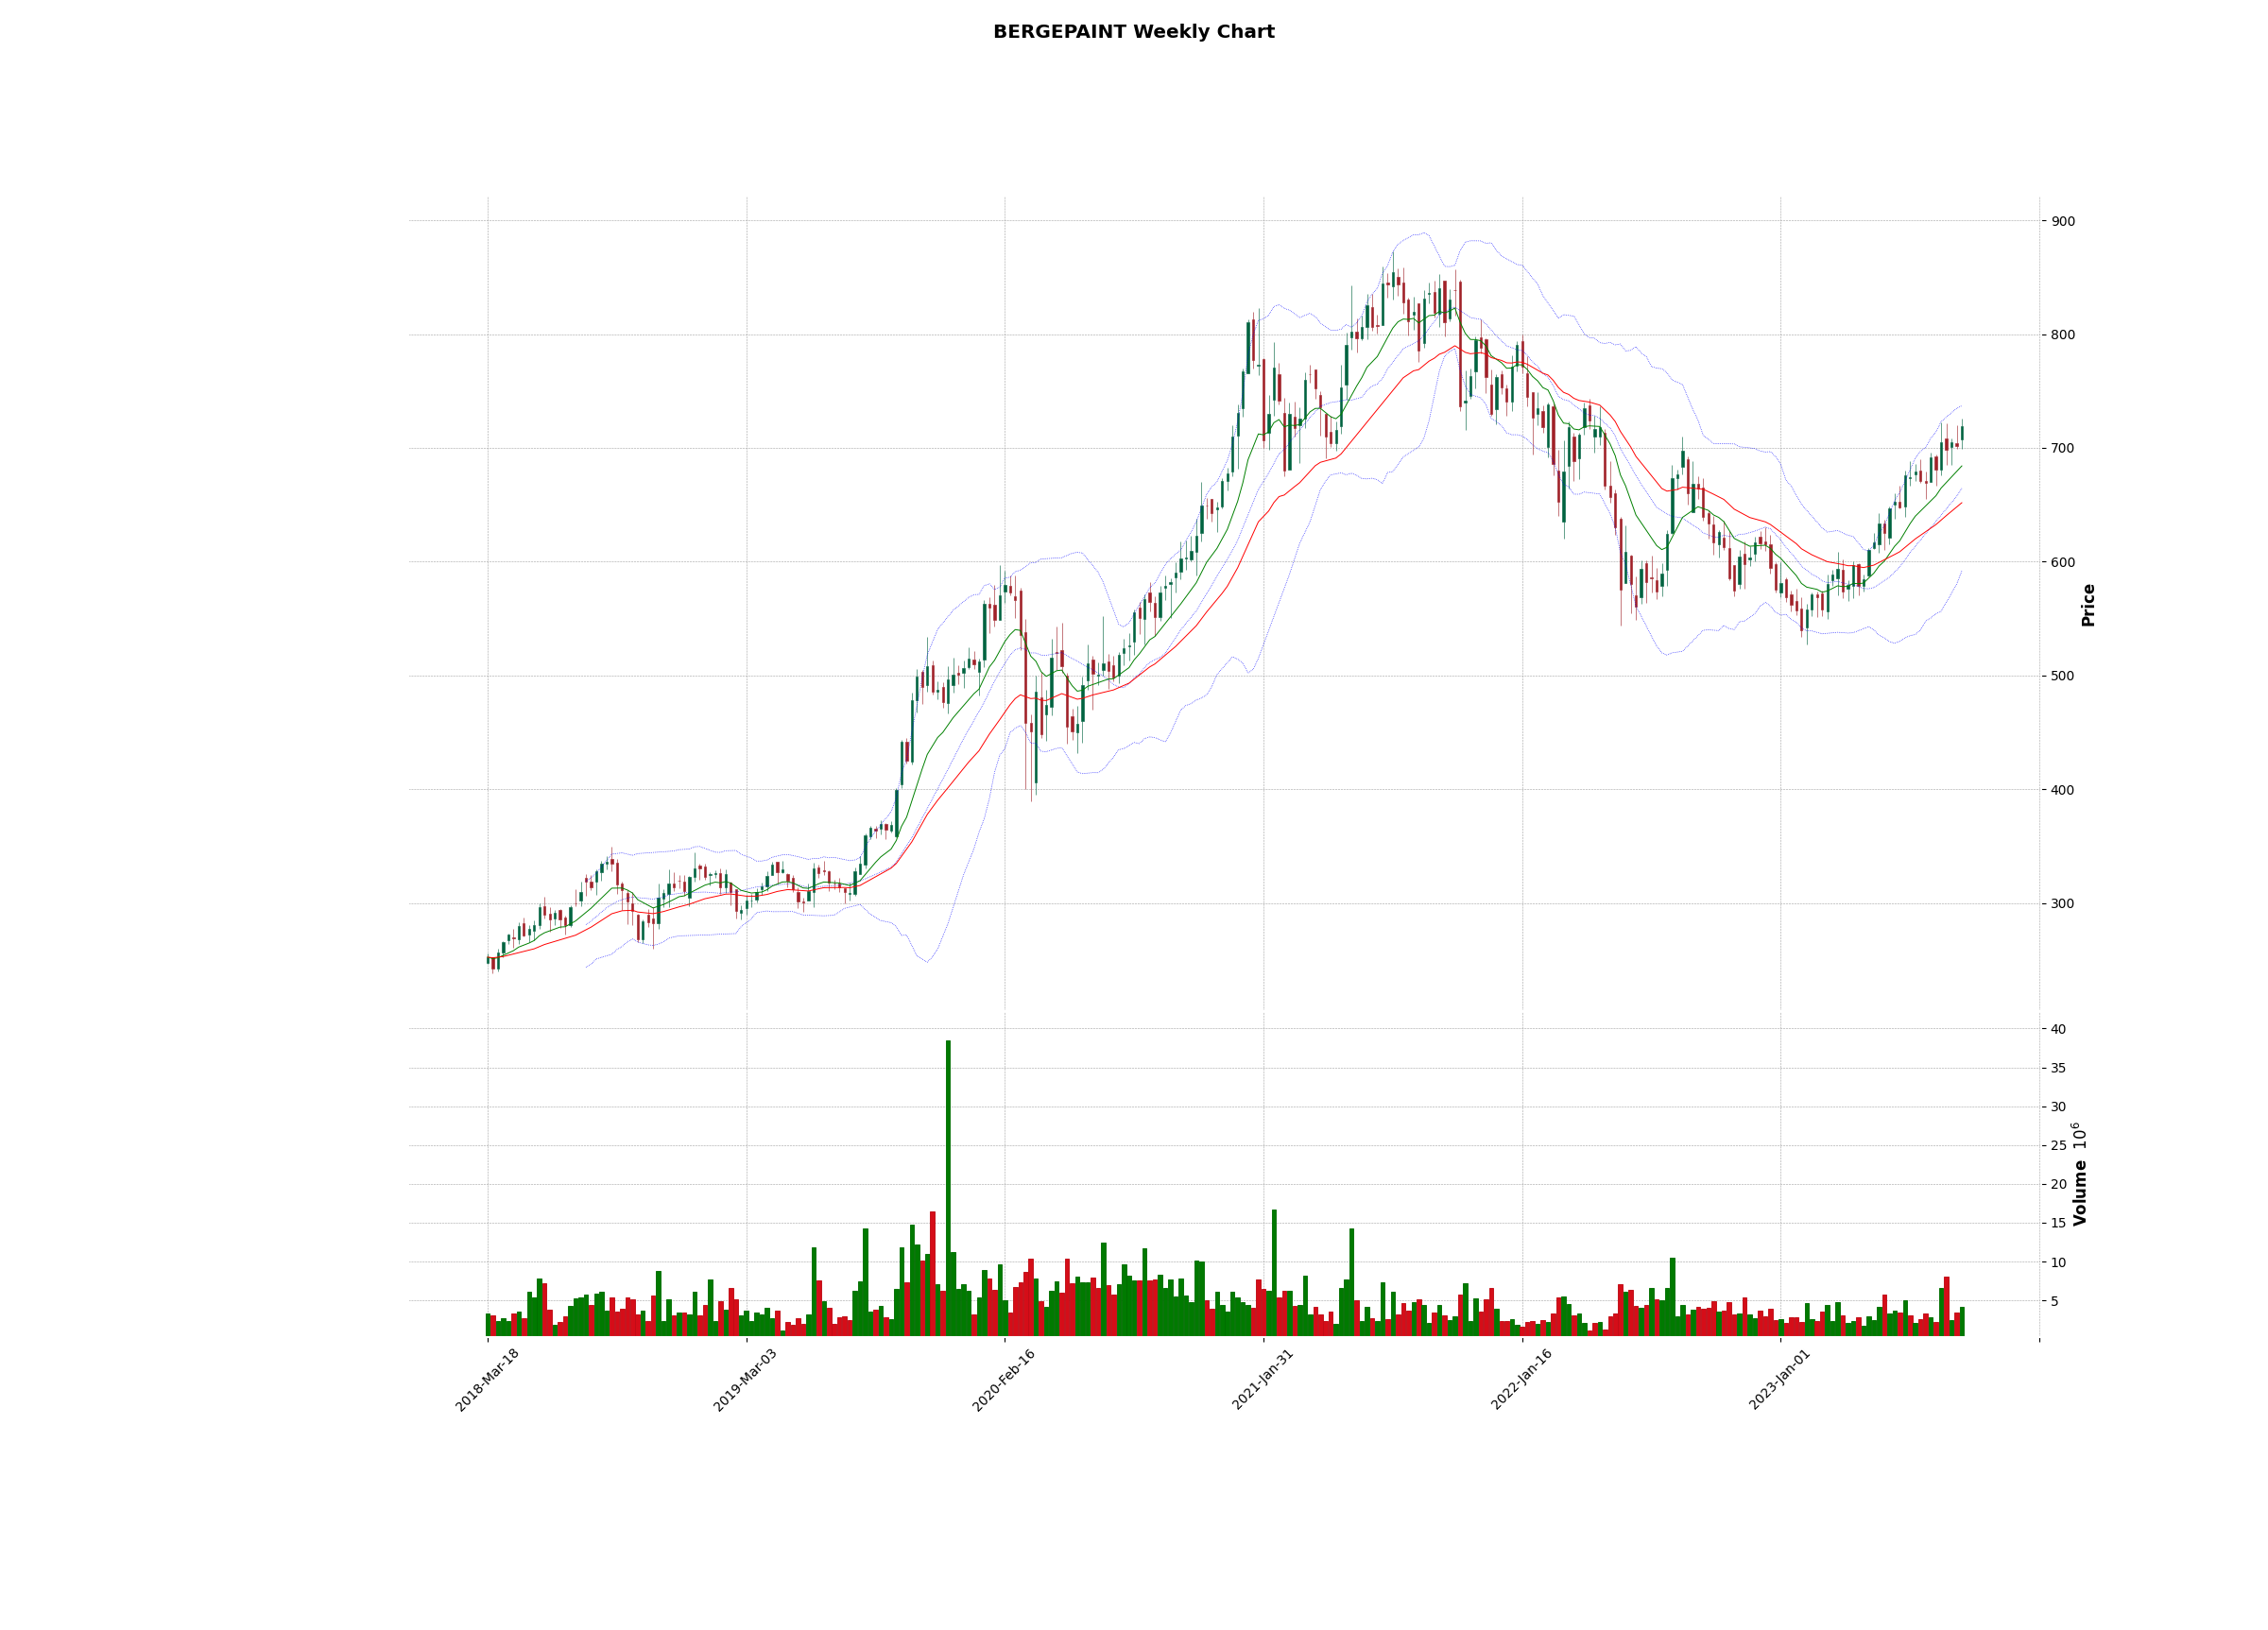 BERGEPAINT Weekly Chart
900
800
700
600
500
400
300
Price
40
35
30
25
20
15
10
5
Volume 10^6
2018-Mar-18
2019-Mar-03
2020-Feb-16
2021-Jan-31
2022-Jan-16
2023-Jan-01